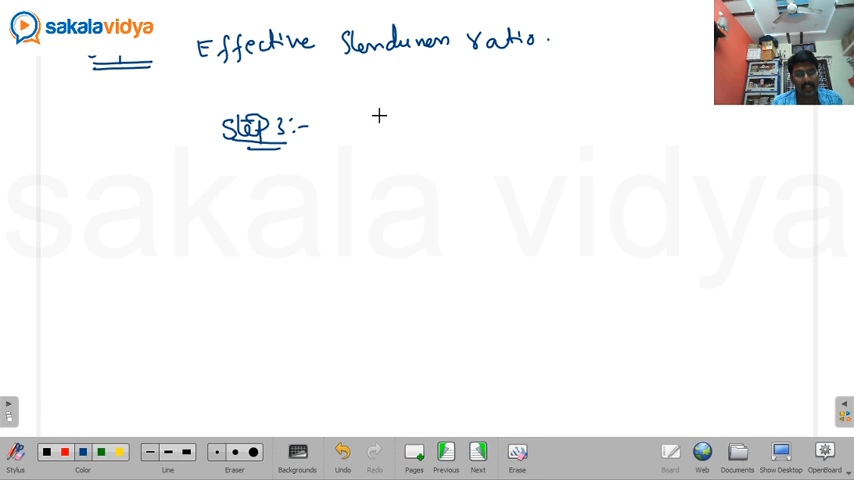 sakalavidya
Effective Slenderness ratio.
Step 3:-
sakala vidya
Stylus
Color
Line
Eraser
Backgrounds
Undo
Redo
Pages
Previous
Next
Erase
Board
Web
Documents
Show Desktop
OpenBoard